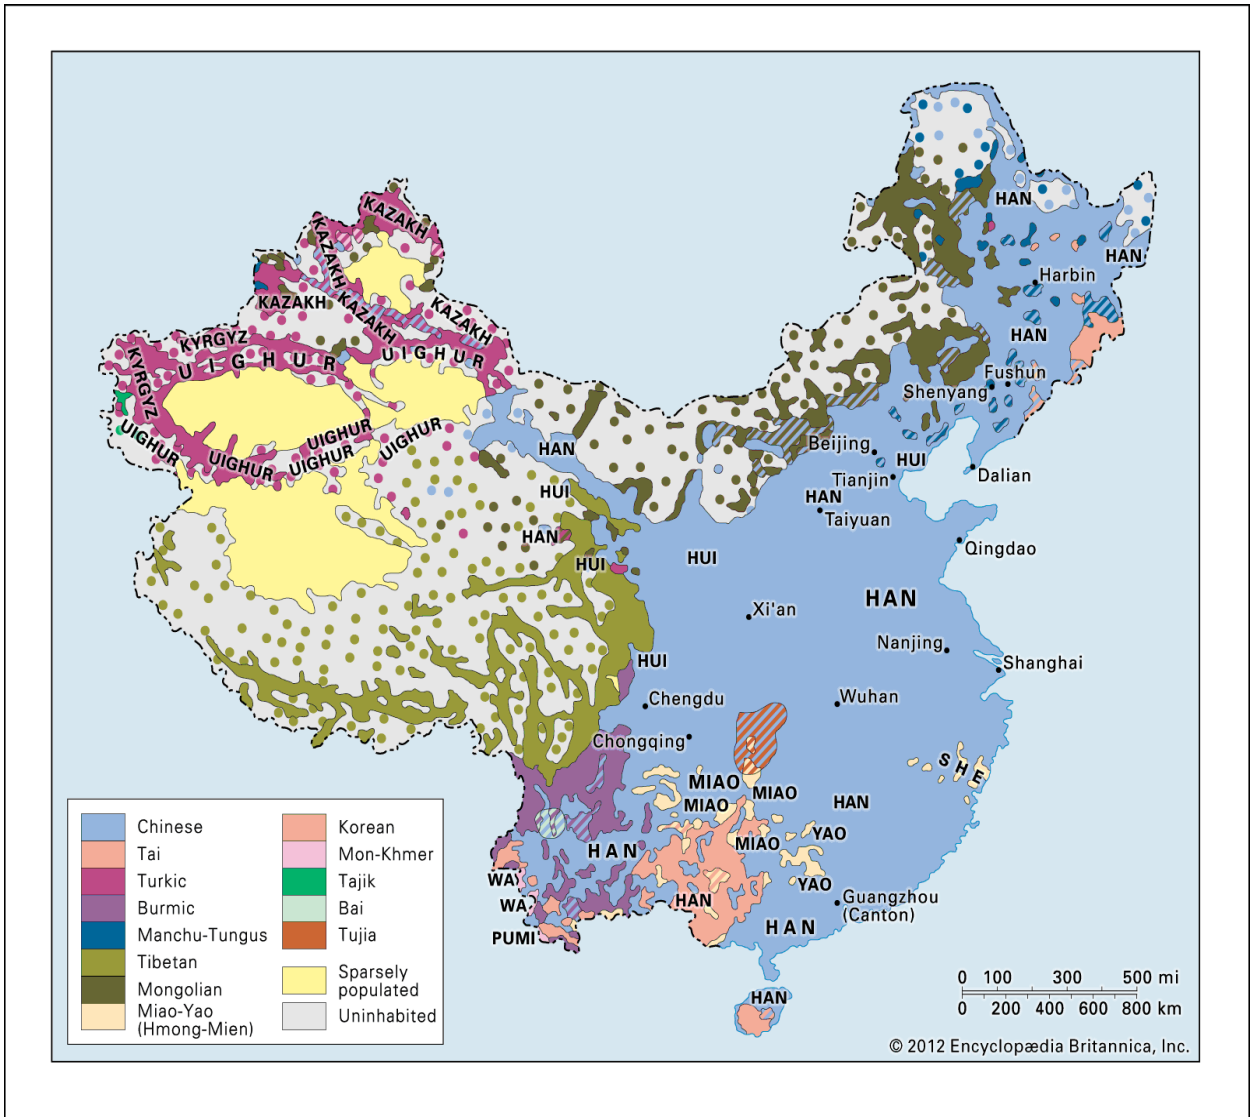 KAZAKH
KAZAKH
KAZAKH
KAZAKH
KAZAKH
KYRGYZ
KYRGYZ
UIGHUR
UIGHUR
UIGHUR
UIGHUR
UIGHUR
UIGHUR
UIGHUR
HAN
HAN
Harbin
HAN
Fushun
Shenyang
Beijing
HUI
Tianjin
Dalian
HAN
Taiyuan
Qingdao
HAN
HUI
HAN
HUI
HUI
HAN
Xi'an
Nanjing
Shanghai
HUI
Chengdu
Wuhan
Chongqing
SHE
MIAO
MIAO
MIAO
HAN
YAO
MIAO
HAN
YAO
WA
WA
HAN
Guangzhou
(Canton)
HAN
PUMI
HAN
Chinese
Tai
Turkic
Burmic
Manchu-Tungus
Tibetan
Mongolian
Miao-Yao
(Hmong-Mien)
Korean
Mon-Khmer
Tajik
Bai
Tujia
Sparsely
populated
Uninhabited
0 100 300 500 mi
0 200 400 600 800 km
© 2012 Encyclopædia Britannica, Inc.